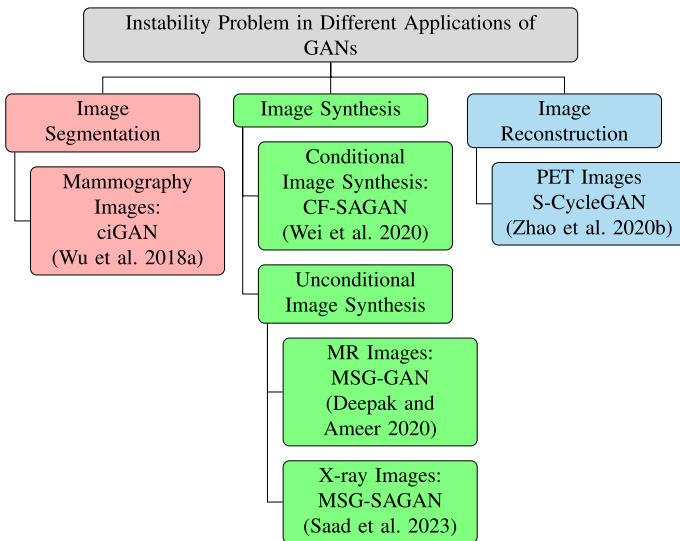 Instability Problem in Different Applications of
GANs
Image
Segmentation
Mammography
Images:
ciGAN
(Wu et al. 2018a)
Image Synthesis
Conditional
Image Synthesis:
CF-SAGAN
(Wei et al. 2020)
Unconditional
Image Synthesis
MR Images:
MSG-GAN
(Deepak and
Ameer 2020)
X-ray Images:
MSG-SAGAN
(Saad et al. 2023)
Image
Reconstruction
PET Images
S-CycleGAN
(Zhao et al. 2020b)